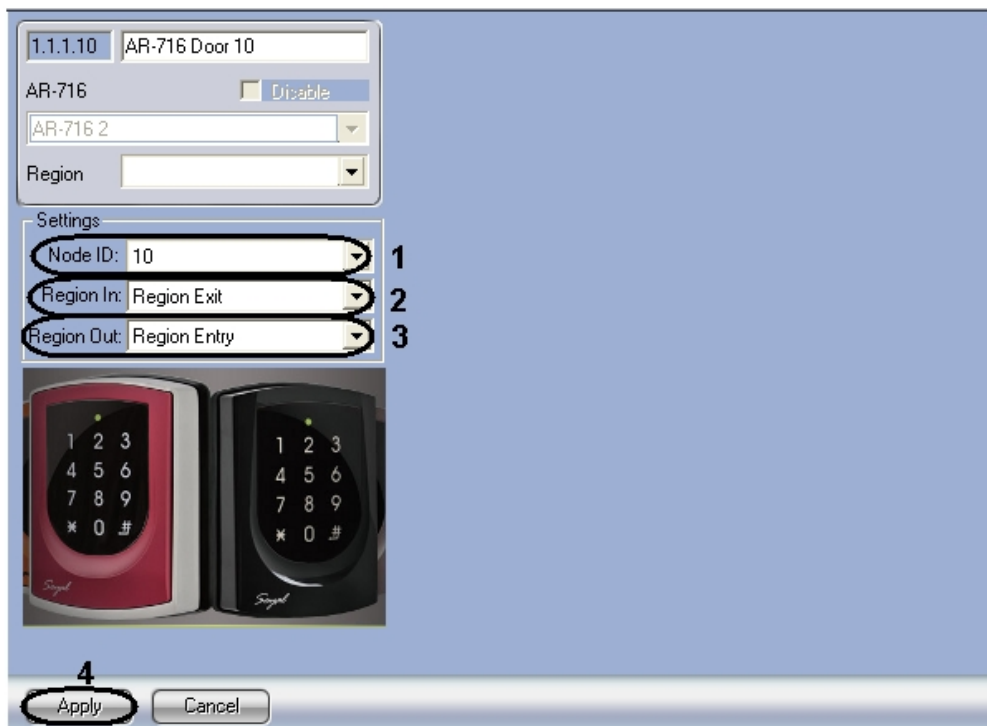 1.1.1.10 AR-716 Door 10
AR-716 Disable
AR-716 2
Region
Settings
Node ID: 10 1
Region In: Region Exit 2
Region Out: Region Entry 3
1 2 3 1 2 3
4 5 6 4 5 6
7 8 9 7 8 9
* 0 # * 0 #
Soyal Soyal
4
Apply Cancel